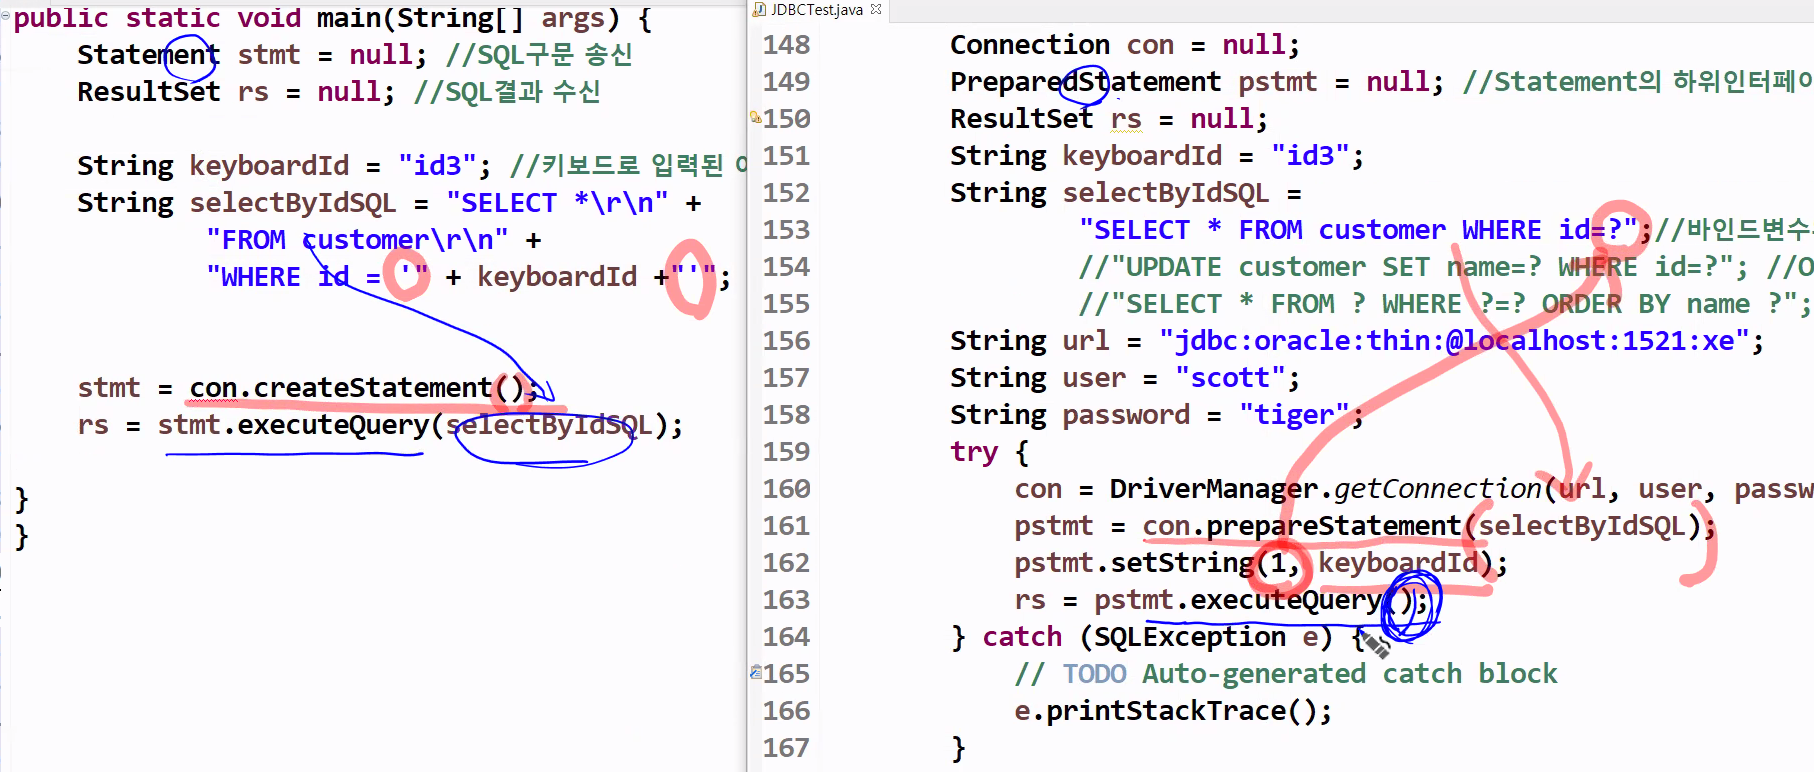 public static void main(String[] args) {
Statement stmt = null; //SQL구문 송신
ResultSet rs = null; //SQL결과 수신
String keyboardId = "id3"; //키보드로 입력된
String selectByIdSQL = "SELECT *\r\n" +
"FROM customer\r\n" +
"WHERE id = '" + keyboardId +"'";
stmt = con.createStatement();
rs = stmt.executeQuery(selectByIdSQL);
}
}
JDBCTest.java
148 Connection con = null;
149 PreparedStatement pstmt = null; //Statement의 하위인터페이
150 ResultSet rs = null;
151 String keyboardId = "id3";
152 String selectByIdSQL =
153 "SELECT * FROM customer WHERE id=?";//바인드변수
154 //"UPDATE customer SET name=? WHERE id=?"; //O
155 //"SELECT * FROM ? WHERE ?=? ORDER BY name ?";
156 String url = "jdbc:oracle:thin:@localhost:1521:xe";
157 String user = "scott";
158 String password = "tiger";
159 try {
160 con = DriverManager.getConnection(url, user, passw
161 pstmt = con.prepareStatement(selectByIdSQL);
162 pstmt.setString(1, keyboardId);
163 rs = pstmt.executeQuery();
164 } catch (SQLException e) {
165 // TODO Auto-generated catch block
166 e.printStackTrace();
167 }